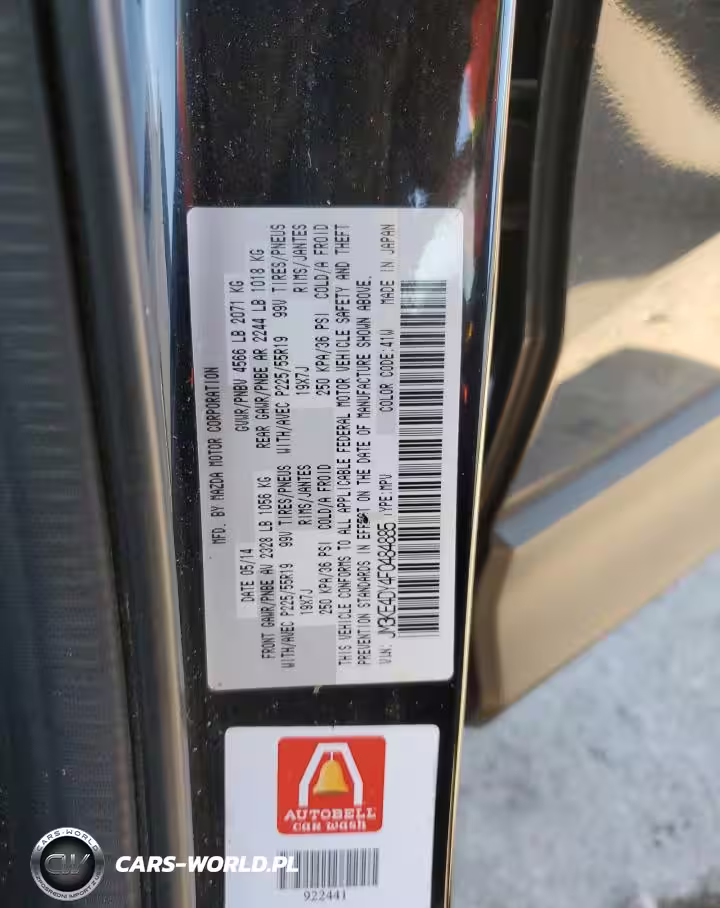 MFD. BY MAZDA MOTOR CORPORATION
DATE 05/14 GVWR/PNBV 4566 LB 2071 KG
FRONT GAWR/PNBE AV 2328 LB 1056 KG REAR GAWR/PNBE AR 2244 LB 1018 KG
WITH/AVEC P225/55R19 99V TIRES/PNEUS WITH/AVEC P225/55R19 99V TIRES/PNEUS
19X7J RIMS/JANTES 19X7J RIMS/JANTES
250 KPA/36 PSI COLD/A FROID 250 KPA/36 PSI COLD/A FROID
THIS VEHICLE CONFORMS TO ALL APPLICABLE FEDERAL MOTOR VEHICLE SAFETY AND THEFT
PREVENTION STANDARDS IN EFFECT ON THE DATE OF MANUFACTURE SHOWN ABOVE.
VIN: JM3KE4DY4F0484885 TYPE:MPU COLOR CODE:41W MADE IN JAPAN
AUTOBELL
car wash
922441
CARS-WORLD
CW
CARS-WORLD.PL